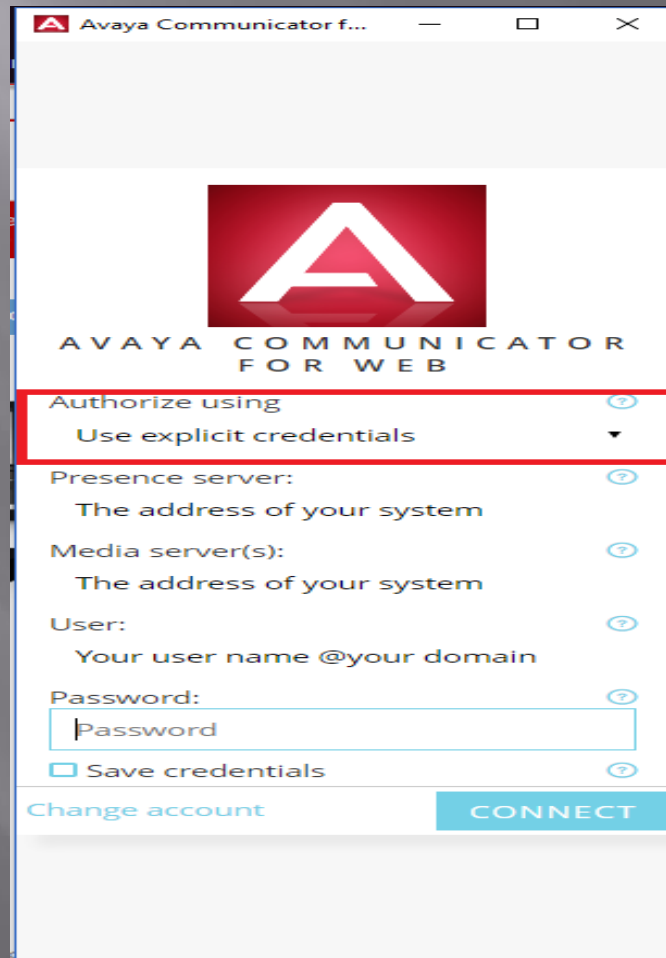 Avaya Communicator f...
AVAYA COMMUNICATOR
FOR WEB
Authorize using
Use explicit credentials
Presence server:
The address of your system
Media server(s):
The address of your system
User:
Your user name @your domain
Password:
Password
Save credentials
Change account
CONNECT